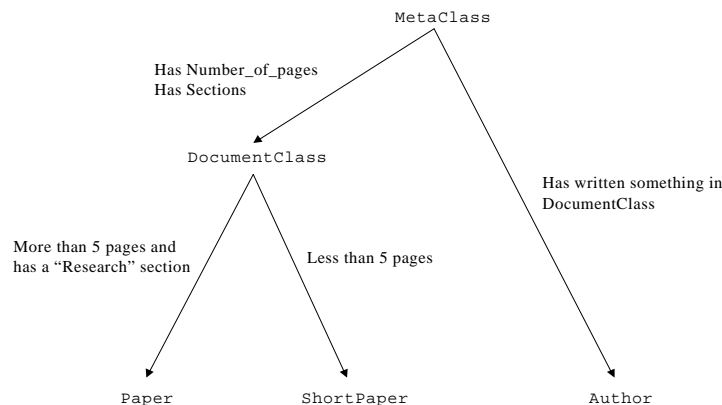 MetaClass
Has Number_of_pages
Has Sections
DocumentClass
Has written something in
DocumentClass
More than 5 pages and
has a “Research” section
Less than 5 pages
Paper
ShortPaper
Author